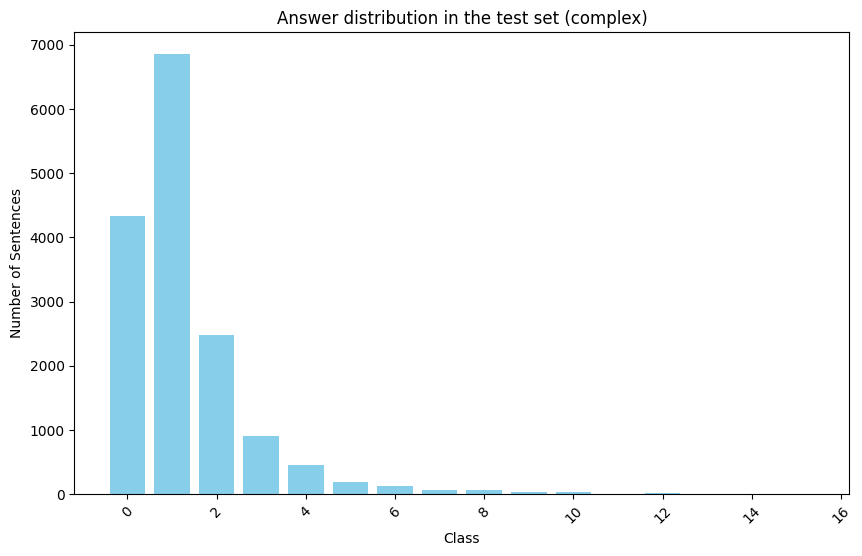 Answer distribution in the test set (complex)
7000
6000
5000
4000
3000
2000
1000
0
Number of Sentences
0 2 4 6 8 10 12 14 16
Class